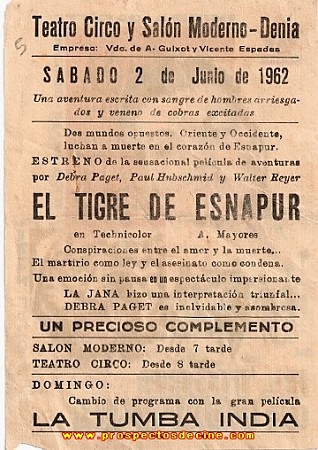 5
Teatro Circo y Salón Moderno-Denia
Empresa: Vda. de A. Guixot y Vicente Espadas
SABADO 2 de Junio de 1962
Una aventura escrita con sangre de hombres arriesga-
dos y veneno de cobras excitadas
Dos mundos opuestos, Oriente y Occidente,
luchan a muerte en el corazón de Esnapur.
ESTRENO de la sensacional película de aventuras
por Debra Paget, Paul Hubschmid y Walter Reyer
EL TIGRE DE ESNAPUR
en Technicolor A. Mayores
Conspiraciones entre el amor y la muerte...
El martirio como ley y el asesinato como condena.
Una emoción sin pausa en un espectáculo impresionante
LA JANA hizo una interpretación triunfal...
DEBRA PAGET es inolvidable y asombrosa.
UN PRECIOSO COMPLEMENTO
SALON MODERNO: Desde 7 tarde
TEATRO CIRCO: Desde 8 tarde
DOMINGO:
Cambio de programa con la gran película
LA TUMBA INDIA
www.prospectosdecine.com